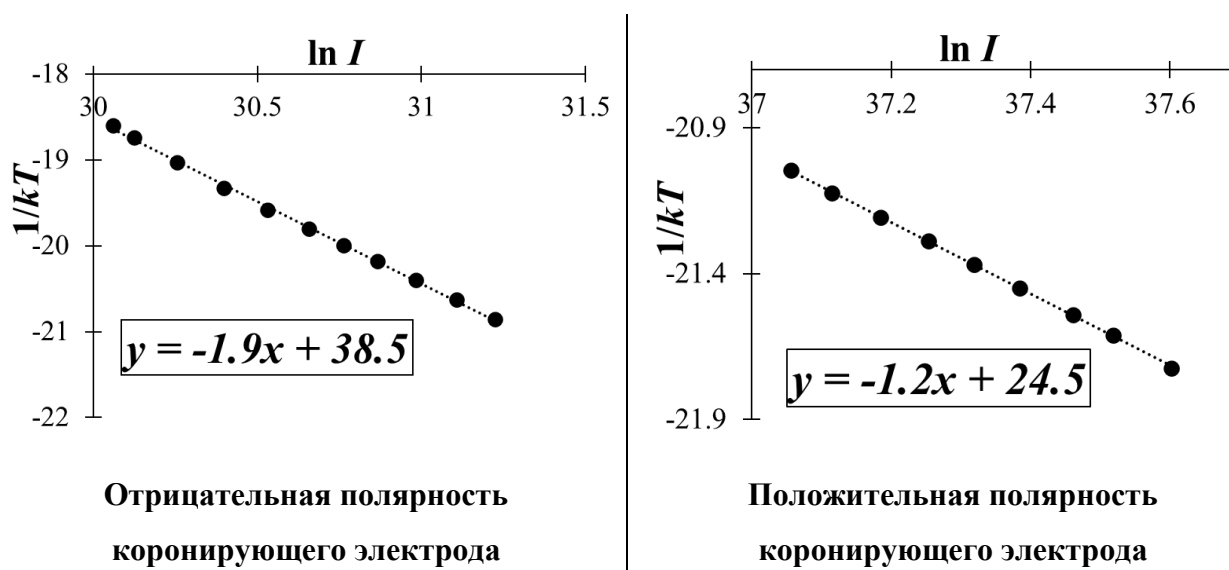 ln I
-18
30
30.5
31
31.5
-19
-20
-21
-22
1/kT
y = -1.9x + 38.5
Отрицательная полярность
коронирующего электрода
ln I
37
37.2
37.4
37.6
-20.9
-21.4
-21.9
1/kT
y = -1.2x + 24.5
Положительная полярность
коронирующего электрода